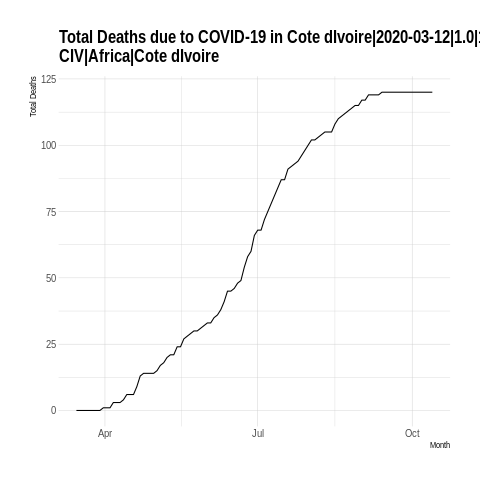 Total Deaths due to COVID-19 in Cote dIvoire|2020-03-12|1.0|
CIV|Africa|Cote dIvoire
Total Deaths
125
100
75
50
25
0
Apr
Jul
Oct
Month